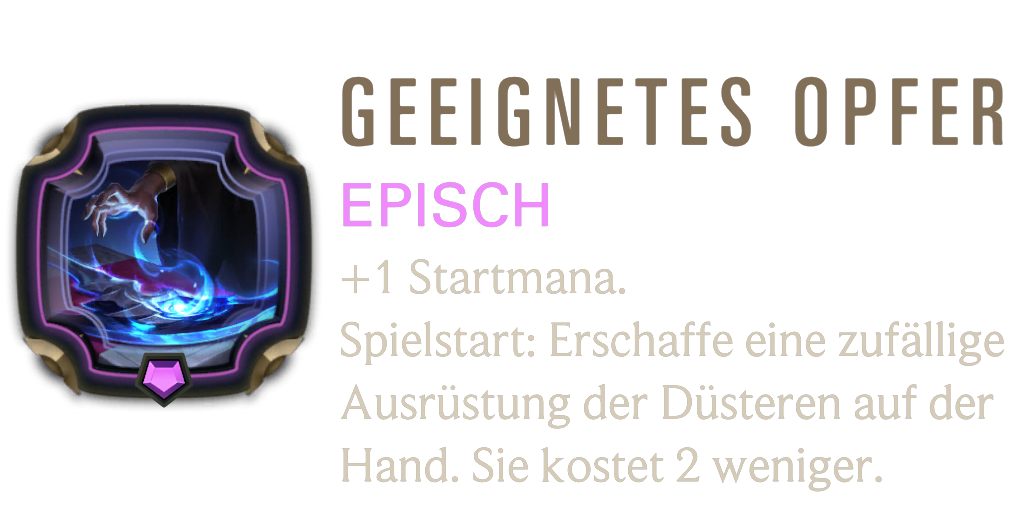 GEEIGNETES OPFER
EPISCH
+1 Startmana.
Spielstart: Erschaffe eine zufällige
Ausrüstung der Düsteren auf der
Hand. Sie kostet 2 weniger.